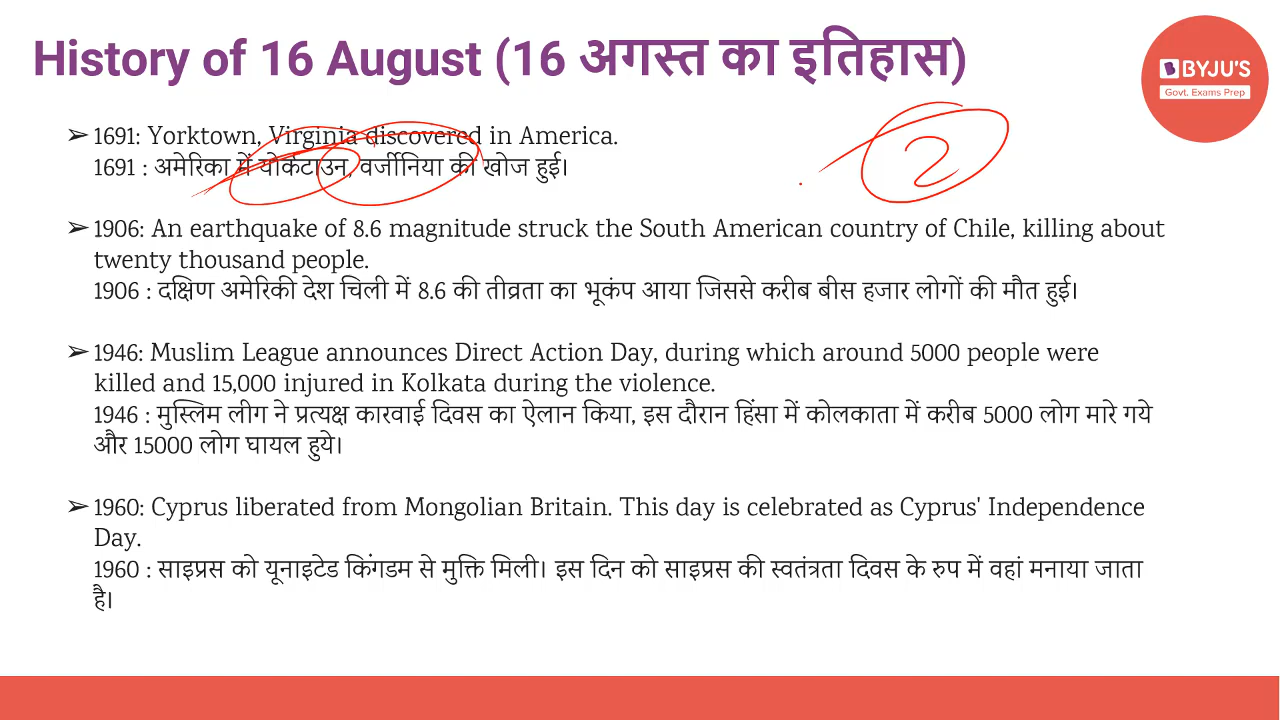 History of 16 August (16 अगस्त का इतिहास)
BYJU'S
Govt. Exams Prep
➢ 1691: Yorktown, Virginia discovered in America.
1691 : अमेरिका में योर्कटाउन, वर्जीनिया की खोज हुई।
2
➢ 1906: An earthquake of 8.6 magnitude struck the South American country of Chile, killing about
twenty thousand people.
1906 : दक्षिण अमेरिकी देश चिली में 8.6 की तीव्रता का भूकंप आया जिससे करीब बीस हजार लोगों की मौत हुई।
➢ 1946: Muslim League announces Direct Action Day, during which around 5000 people were
killed and 15,000 injured in Kolkata during the violence.
1946 : मुस्लिम लीग ने प्रत्यक्ष कारवाई दिवस का ऐलान किया, इस दौरान हिंसा में कोलकाता में करीब 5000 लोग मारे गये
और 15000 लोग घायल हुये।
➢ 1960: Cyprus liberated from Mongolian Britain. This day is celebrated as Cyprus' Independence
Day.
1960 : साइप्रस को यूनाइटेड किंगडम से मुक्ति मिली। इस दिन को साइप्रस की स्वतंत्रता दिवस के रुप में वहां मनाया जाता
है।